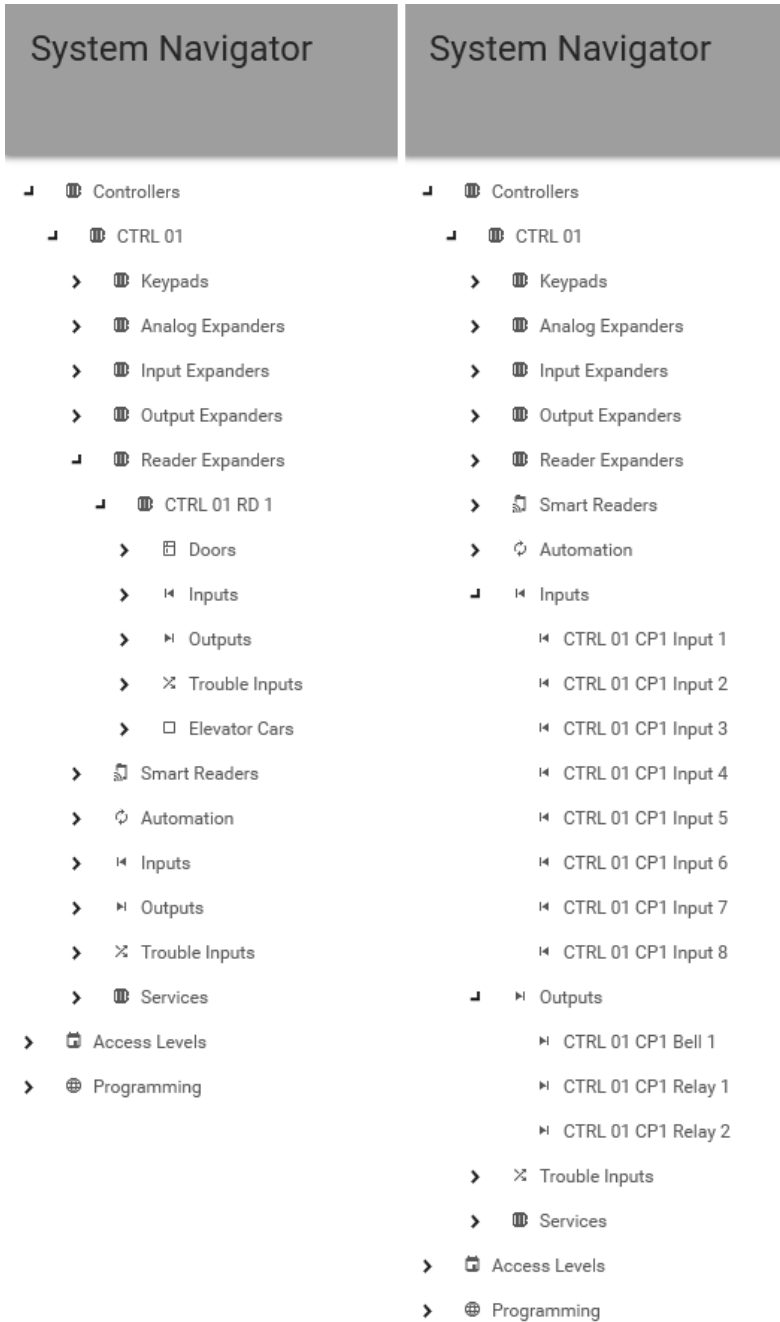 System Navigator
Controllers
CTRL 01
Keypads
Analog Expanders
Input Expanders
Output Expanders
Reader Expanders
CTRL 01 RD 1
Doors
Inputs
Outputs
Trouble Inputs
Elevator Cars
Smart Readers
Automation
Inputs
Outputs
Trouble Inputs
Services
Access Levels
Programming
System Navigator
Controllers
CTRL 01
Keypads
Analog Expanders
Input Expanders
Output Expanders
Reader Expanders
Smart Readers
Automation
Inputs
CTRL 01 CP1 Input 1
CTRL 01 CP1 Input 2
CTRL 01 CP1 Input 3
CTRL 01 CP1 Input 4
CTRL 01 CP1 Input 5
CTRL 01 CP1 Input 6
CTRL 01 CP1 Input 7
CTRL 01 CP1 Input 8
Outputs
CTRL 01 CP1 Bell 1
CTRL 01 CP1 Relay 1
CTRL 01 CP1 Relay 2
Trouble Inputs
Services
Access Levels
Programming